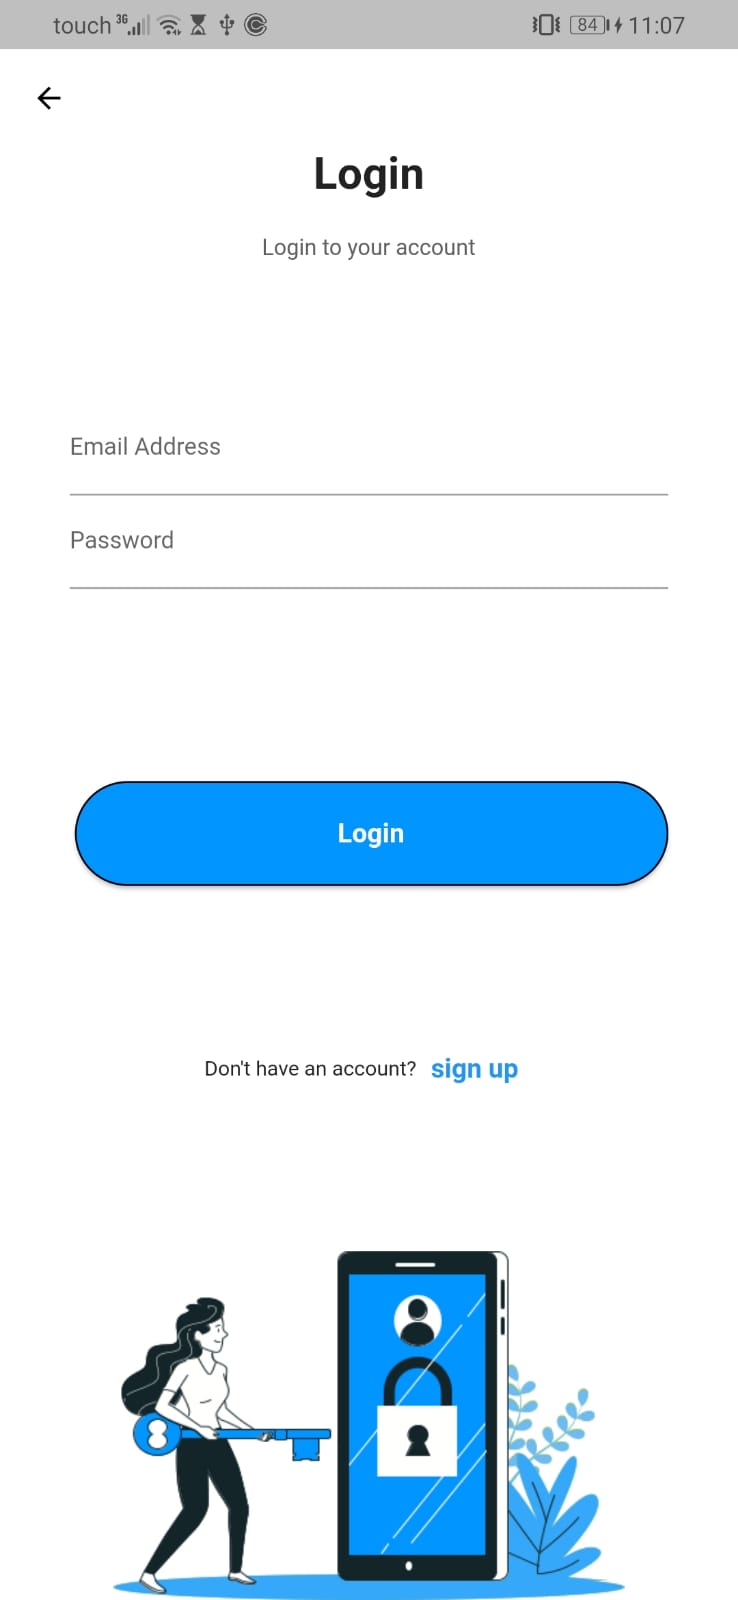 touch 3G 84 11:07
Login
Login to your account
Email Address
Password
Login
Don't have an account? sign up